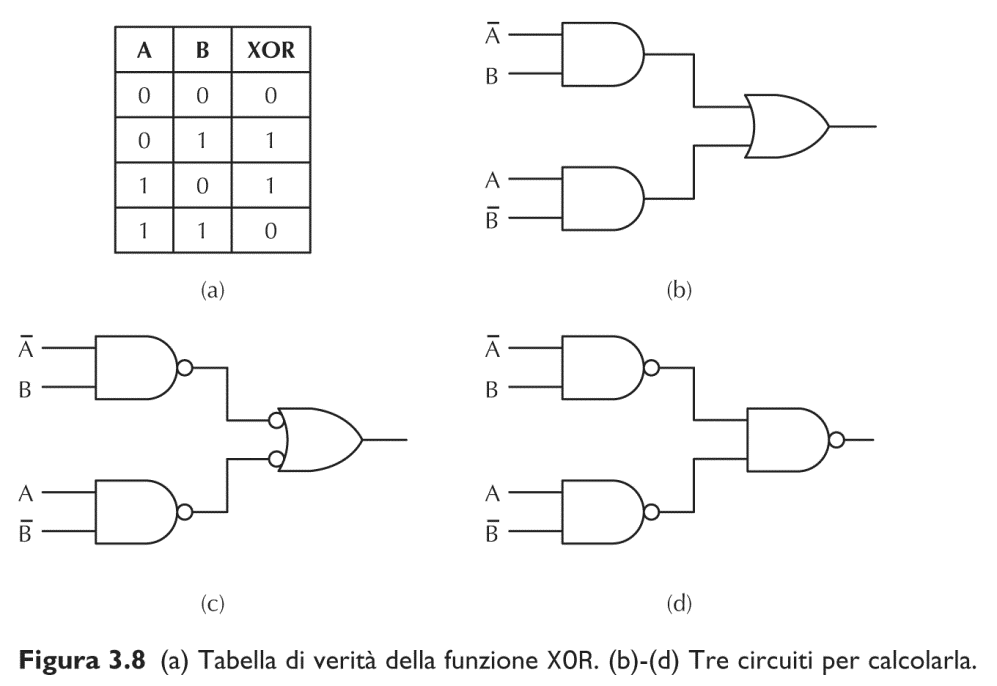 A B XOR
0 0 0
0 1 1
1 0 1
1 1 0
(a)
A̅
B
A
B̅
(b)
A̅
B
A
B̅
(c)
A̅
B
A
B̅
(d)
Figura 3.8 (a) Tabella di verità della funzione XOR. (b)-(d) Tre circuiti per calcolarla.